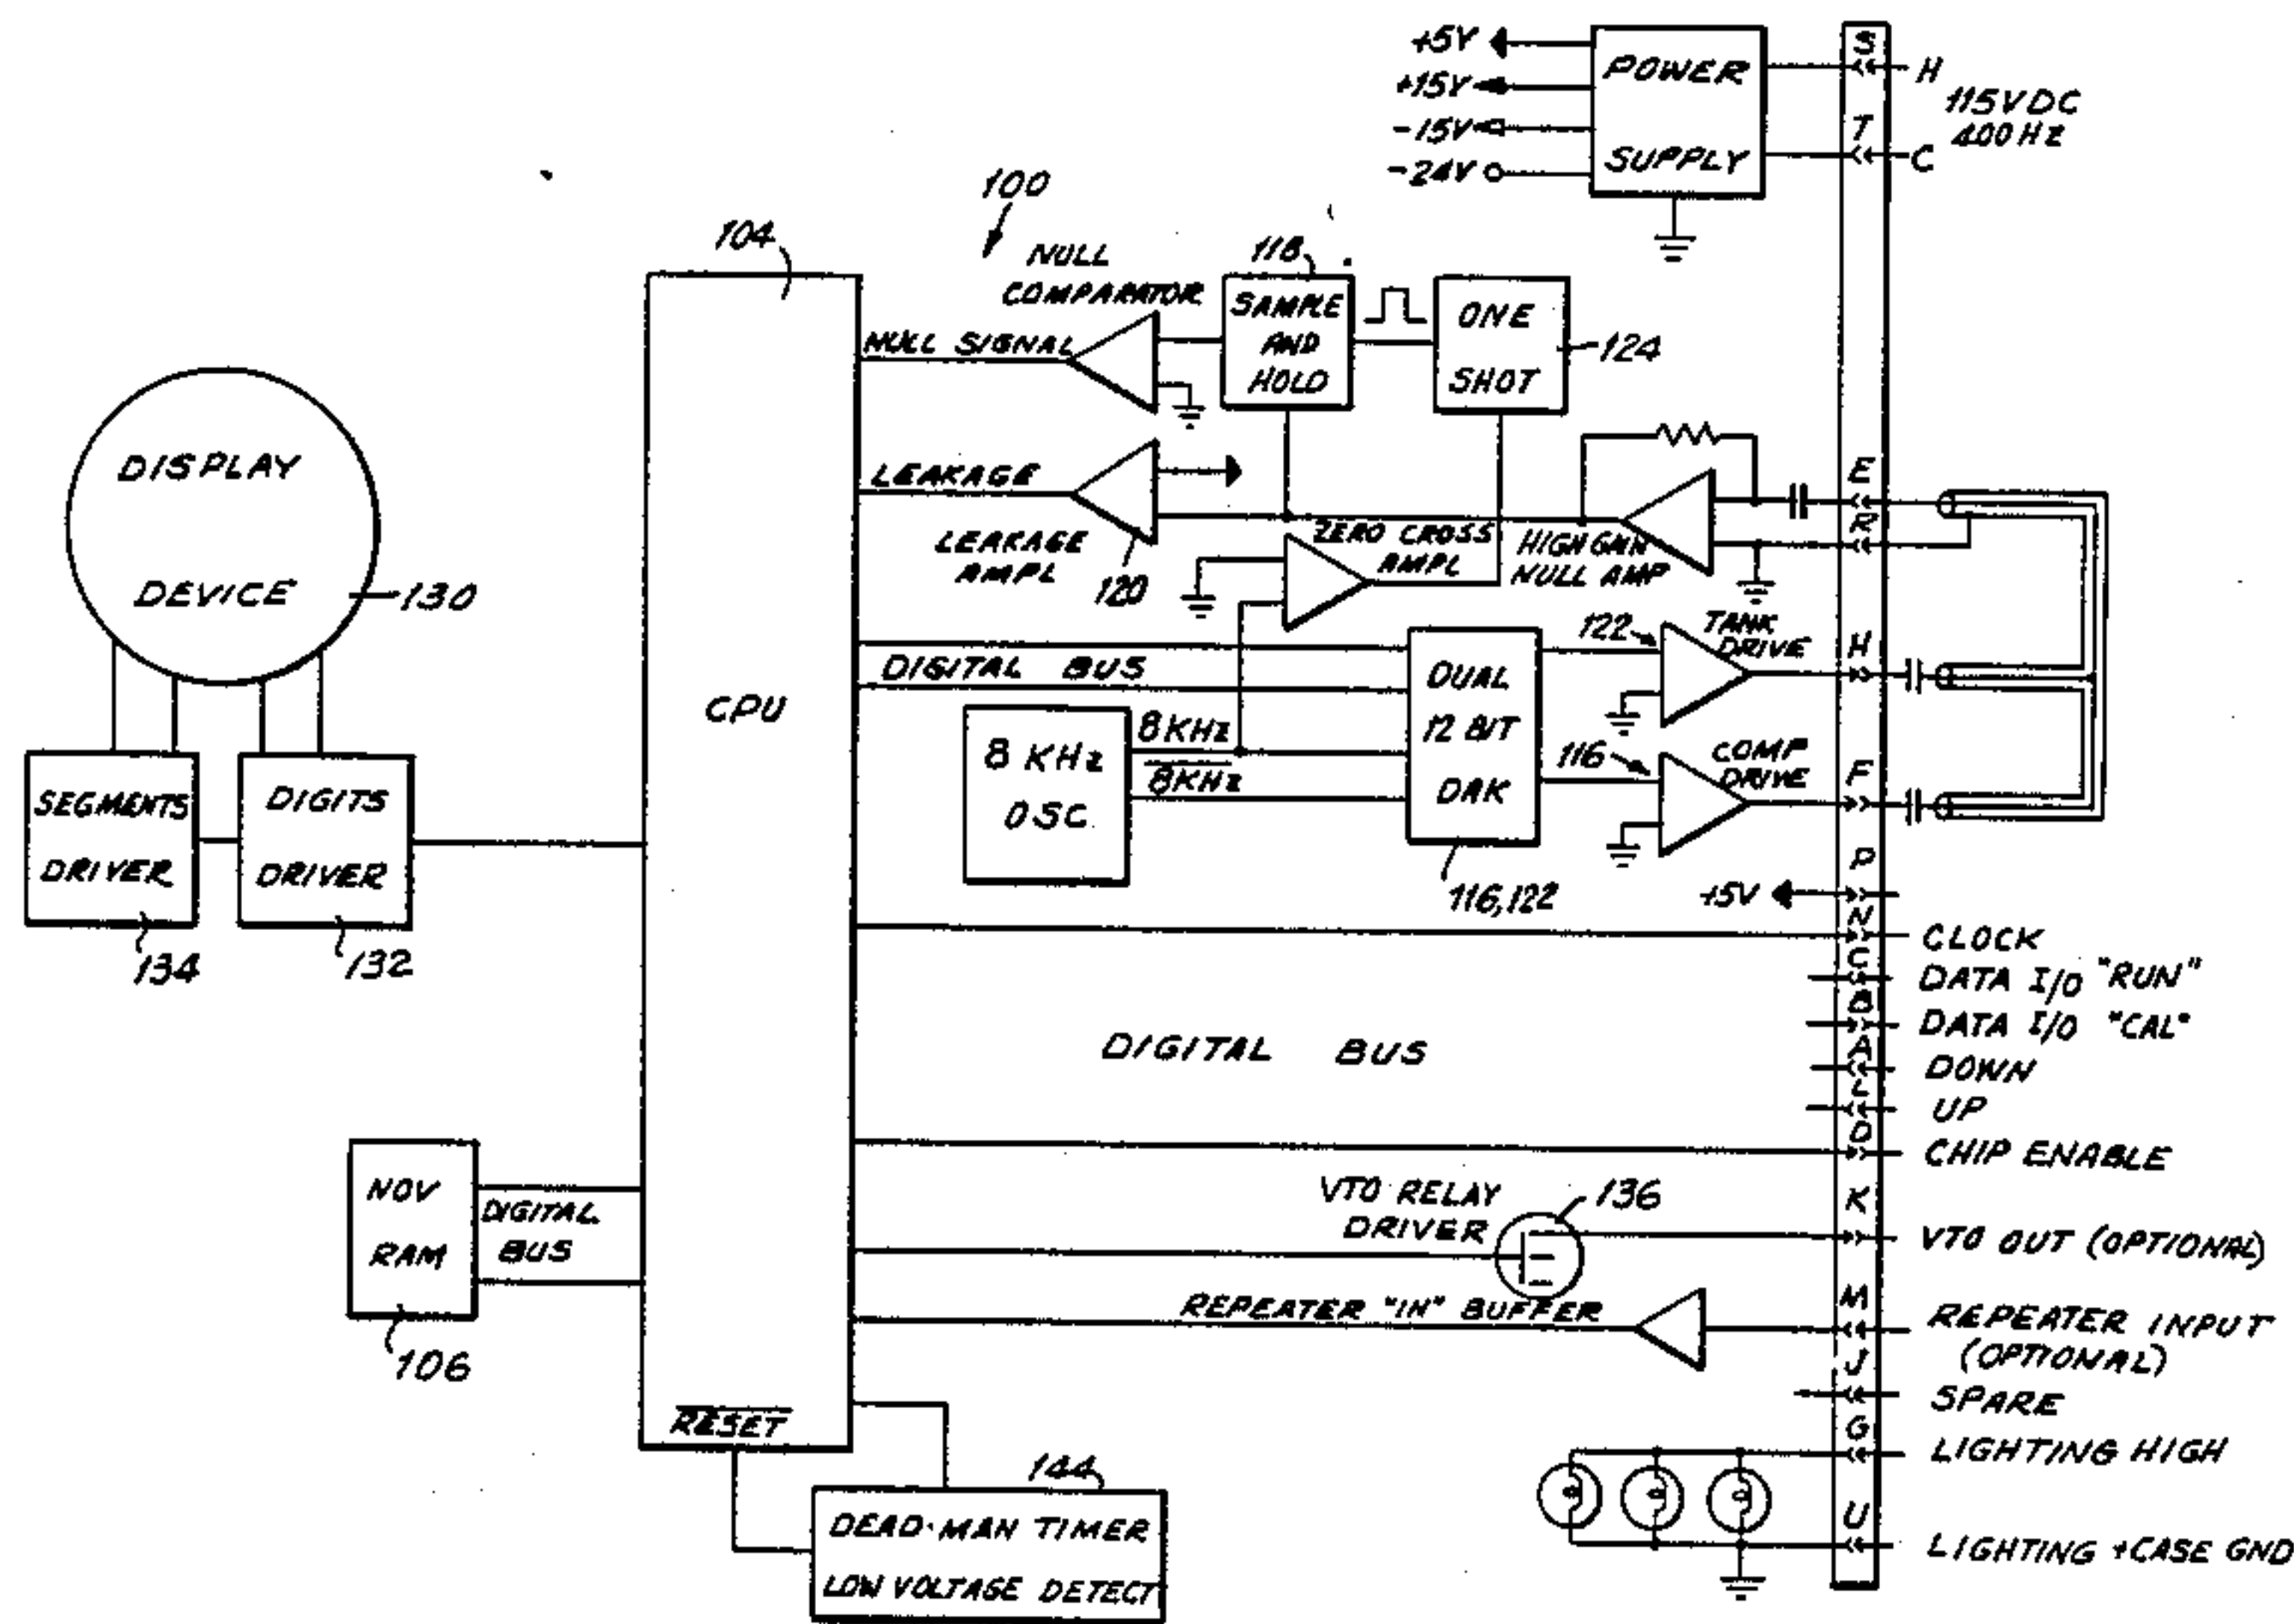 +5V
+15V
-15V
-24V
POWER
SUPPLY
S
H
115VDC
400HZ
T
C
100
104
NULL
COMPARATOR
118
SAMPLE
AND
HOLD
ONE
SHOT
124
NULL SIGNAL
LEAKAGE
LEAKAGE
AMPL
120
ZERO CROSS
AMPL
HIGH GAIN
NULL AMP
E
R
DISPLAY
DEVICE
130
CPU
DIGITAL BUS
8 KHz
OSC
8KHz
8KHz
DUAL
12 BIT
DAK
116,122
122
TANK
DRIVE
H
116
COMP
DRIVE
F
P
+5V
SEGMENTS
DRIVER
134
DIGITS
DRIVER
132
N
CLOCK
C
DATA I/O "RUN"
B
DATA I/O "CAL"
A
DOWN
L
UP
D
CHIP ENABLE
DIGITAL BUS
NOV
RAM
106
DIGITAL
BUS
VTO RELAY
DRIVER
136
K
VTO OUT (OPTIONAL)
REPEATER "IN" BUFFER
M
REPEATER INPUT
(OPTIONAL)
J
SPARE
G
LIGHTING HIGH
U
LIGHTING +CASE GND
RESET
144
DEAD-MAN TIMER
LOW VOLTAGE DETECT